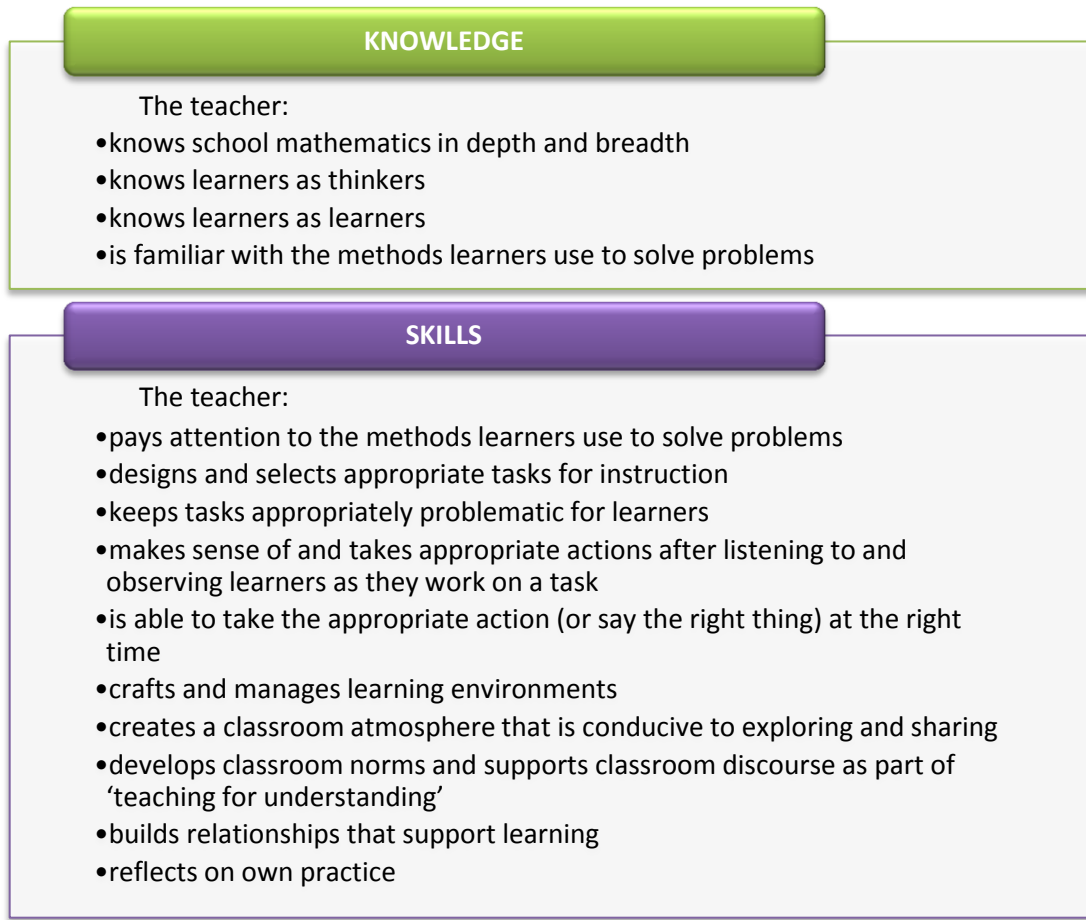 KNOWLEDGE
The teacher:
•knows school mathematics in depth and breadth
•knows learners as thinkers
•knows learners as learners
•is familiar with the methods learners use to solve problems
SKILLS
The teacher:
•pays attention to the methods learners use to solve problems
•designs and selects appropriate tasks for instruction
•keeps tasks appropriately problematic for learners
•makes sense of and takes appropriate actions after listening to and
observing learners as they work on a task
•is able to take the appropriate action (or say the right thing) at the right
time
•crafts and manages learning environments
•creates a classroom atmosphere that is conducive to exploring and sharing
•develops classroom norms and supports classroom discourse as part of
‘teaching for understanding’
•builds relationships that support learning
•reflects on own practice